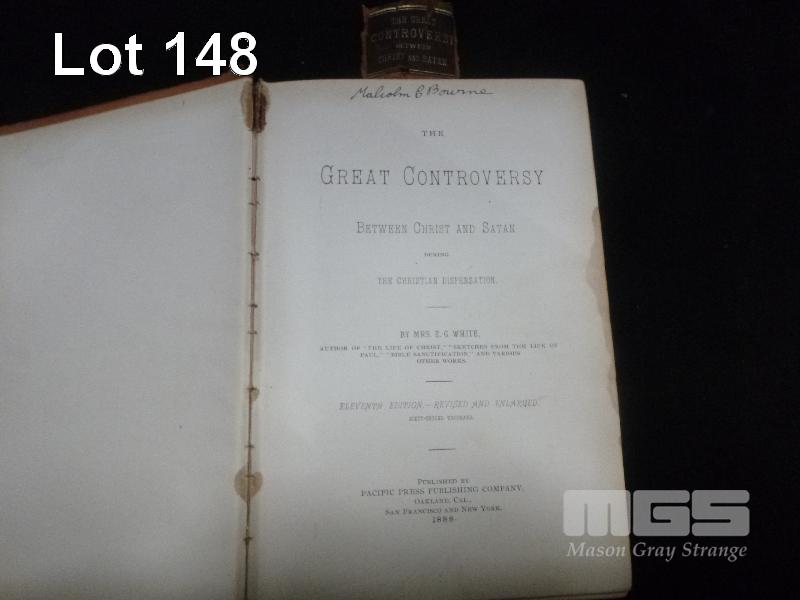 Lot 148
THE GREAT
CONTROVERSY
BETWEEN
CHRIST AND SATAN
Malcolm C Bourne
THE
GREAT CONTROVERSY
BETWEEN CHRIST AND SATAN
DURING
THE CHRISTIAN DISPENSATION.
BY MRS. E. G. WHITE,
AUTHOR OF "THE LIFE OF CHRIST," "SKETCHES FROM THE LIFE OF
PAUL," "BIBLE SANCTIFICATION," AND VARIOUS
OTHER WORKS.
ELEVENTH EDITION.—REVISED AND ENLARGED.
THOUSAND.
PUBLISHED BY
PACIFIC PRESS PUBLISHING COMPANY,
OAKLAND, CAL.,
SAN FRANCISCO AND NEW YORK.
1888.
MGS
Mason Gray Strange